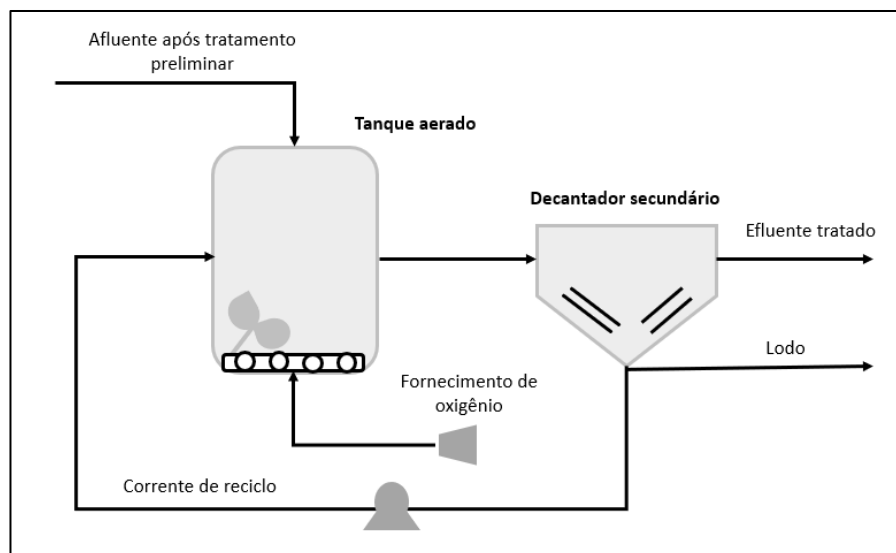 Afluente após tratamento
preliminar
Tanque aerado
Decantador secundário
Efluente tratado
Lodo
Fornecimento de
oxigênio
Corrente de reciclo